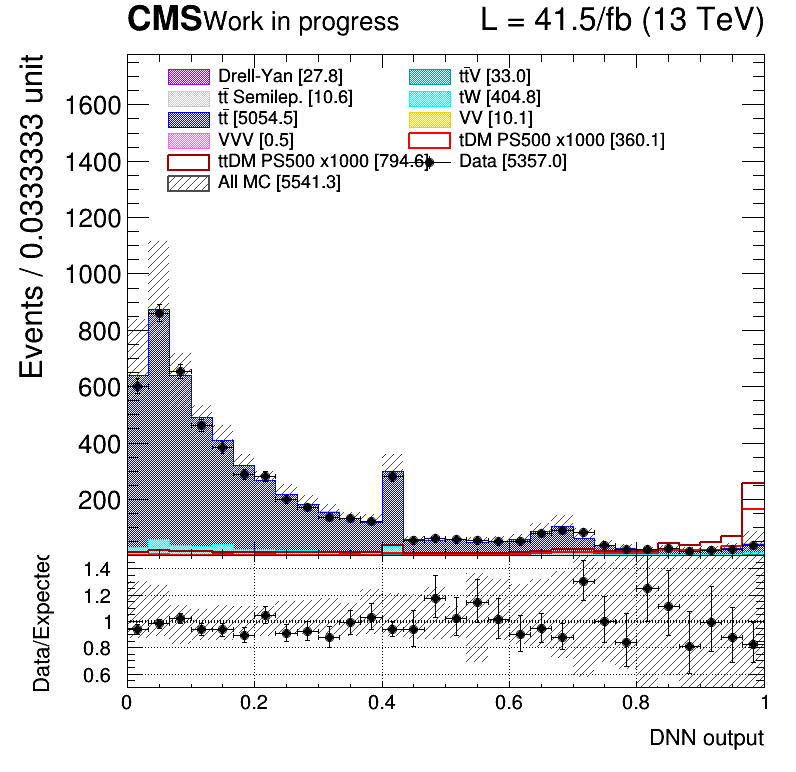 CMS Work in progress L = 41.5/fb (13 TeV)
Events / 0.0333333 unit
Drell-Yan [27.8] tt̄V [33.0]
tt̄ Semilep. [10.6] tW [404.8]
tt̄ [5054.5] VV [10.1]
VVV [0.5] tDM PS500 x1000 [360.1]
ttDM PS500 x1000 [794.6] Data [5357.0]
All MC [5541.3]
1600
1400
1200
1000
800
600
400
200
Data/Expected
1.4
1.2
1
0.8
0.6
0 0.2 0.4 0.6 0.8 1
DNN output